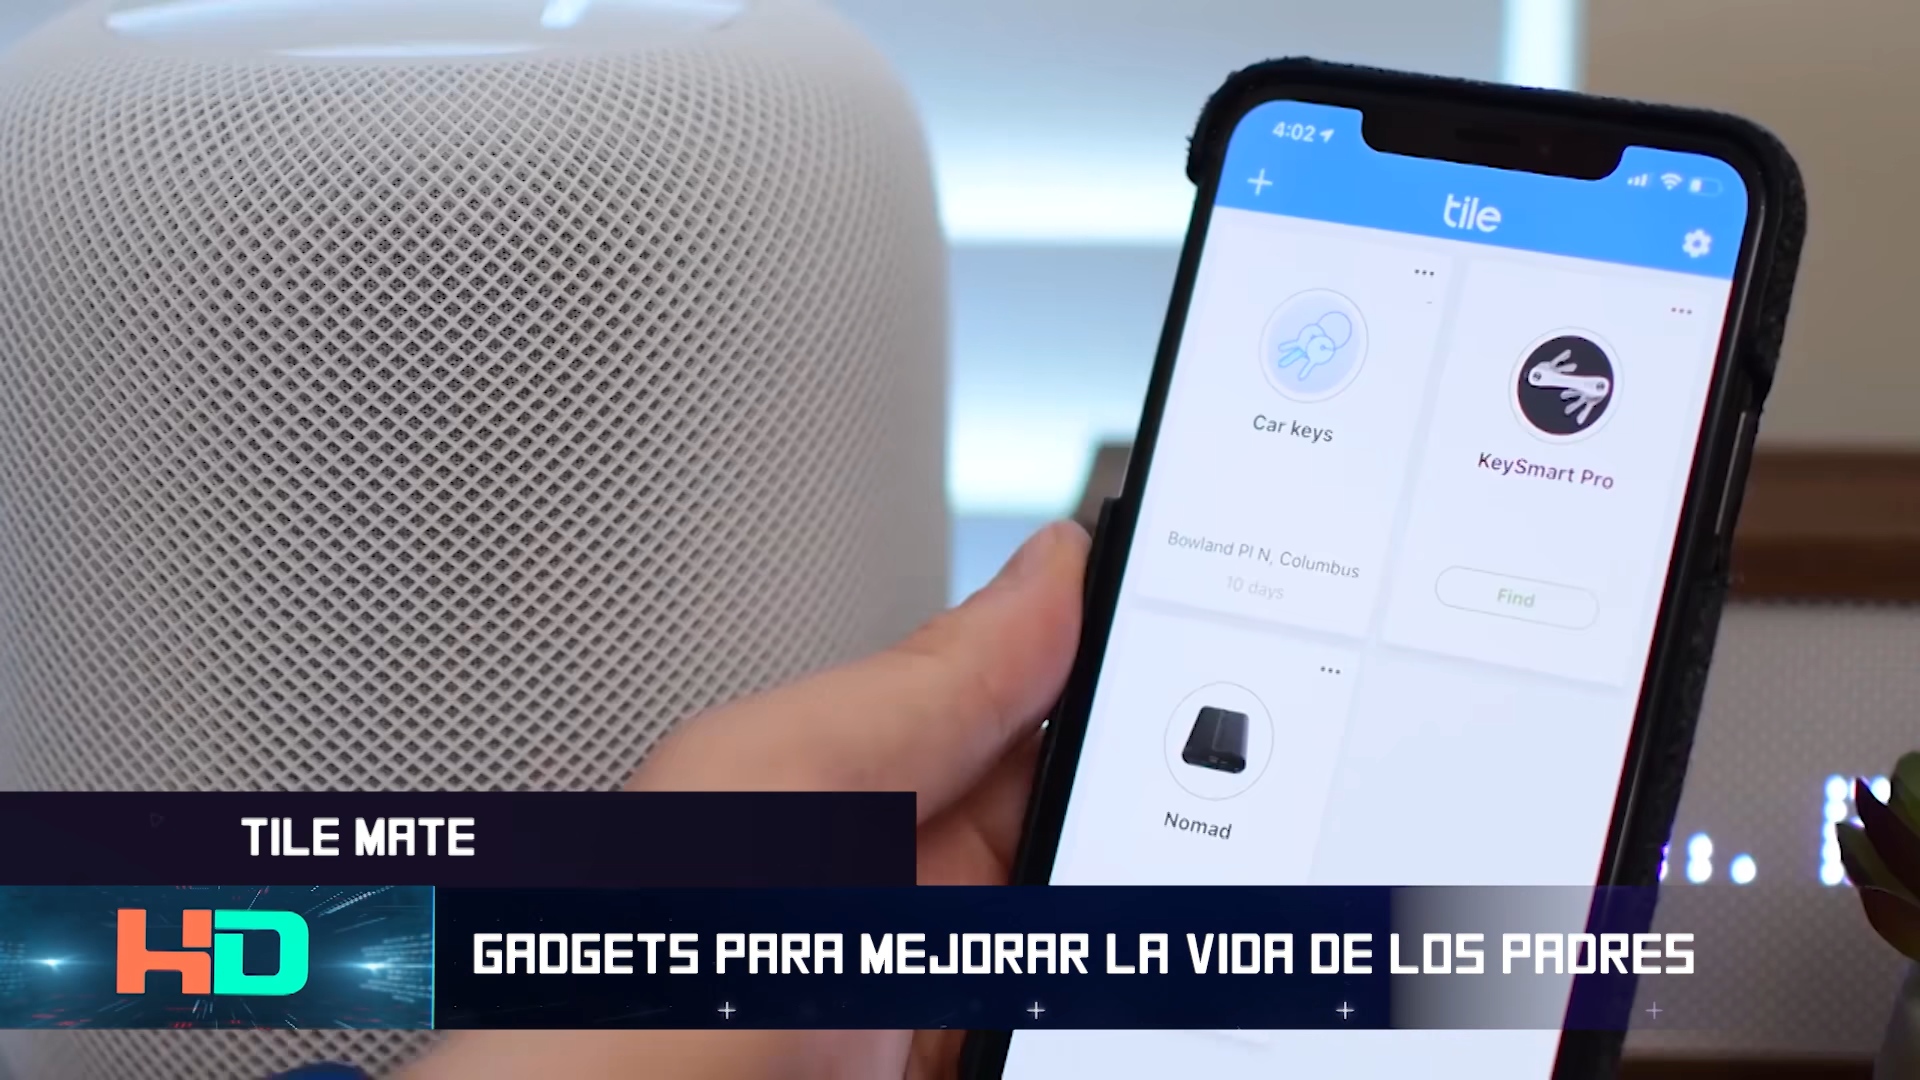 4:02
tile
Car keys
KeySmart Pro
Bowland Pl N, Columbus
10 days
Find
Nomad
TILE MATE
HD
GADGETS PARA MEJORAR LA VIDA DE LOS PADRES